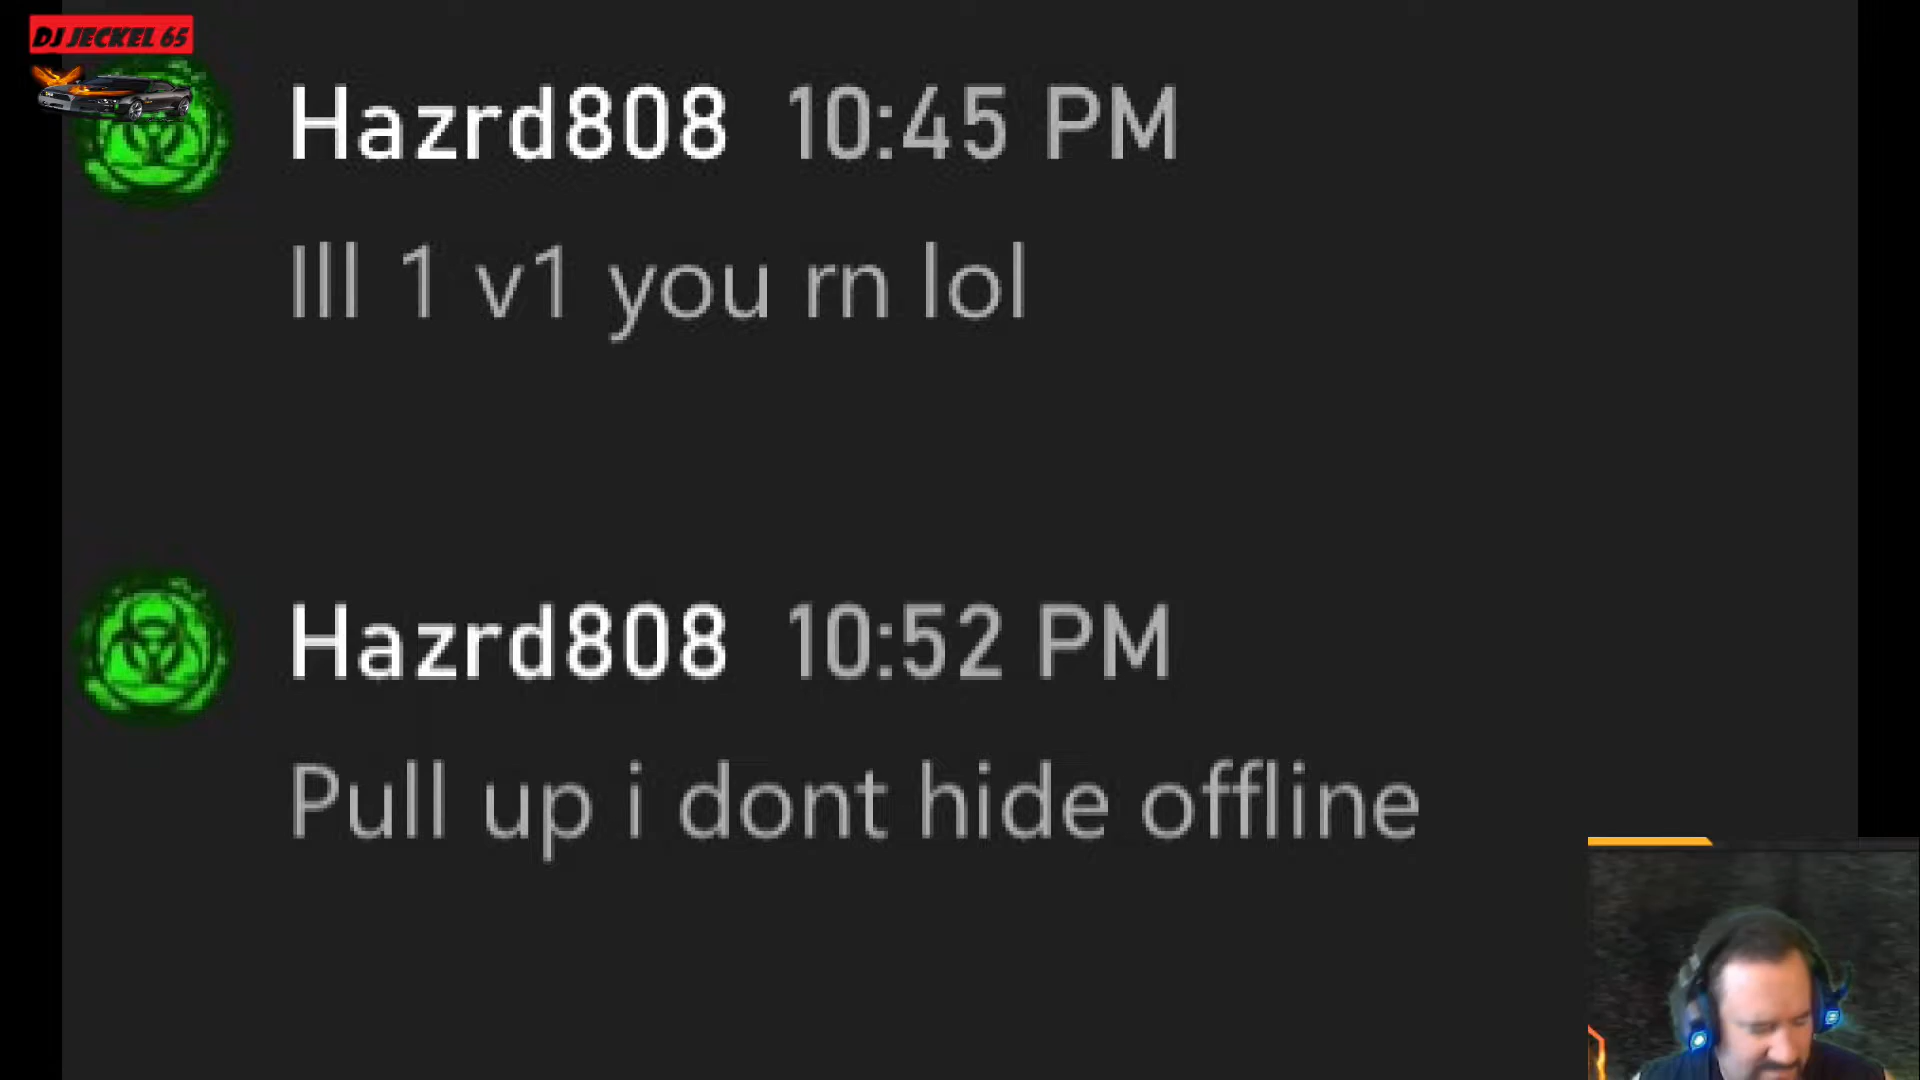 DJ JECKEL 65
Hazrd808 10:45 PM
Ill 1 v1 you rn lol
Hazrd808 10:52 PM
Pull up i dont hide offline